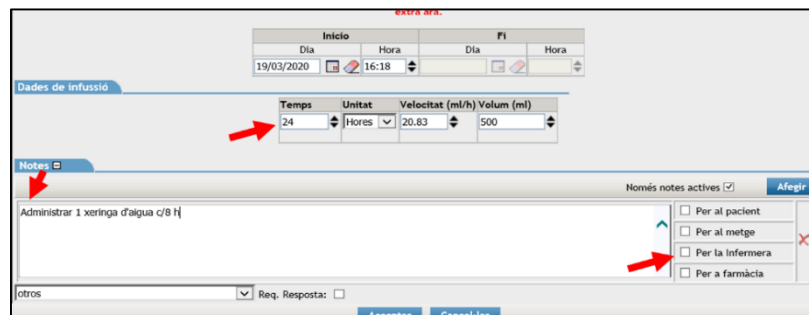 extra ara.
Inicio Fi
Dia Hora Dia Hora
19/03/2020 16:18
Dades de infussió
Temps Unitat Velocitat (ml/h) Volum (ml)
24 Hores 20.83 500
Notes
Només notes actives Afegir
Administrar 1 xeringa d'aigua c/8 h
Per al pacient
Per al metge
Per la Infermera
Per a farmàcia
otros Req. Resposta: